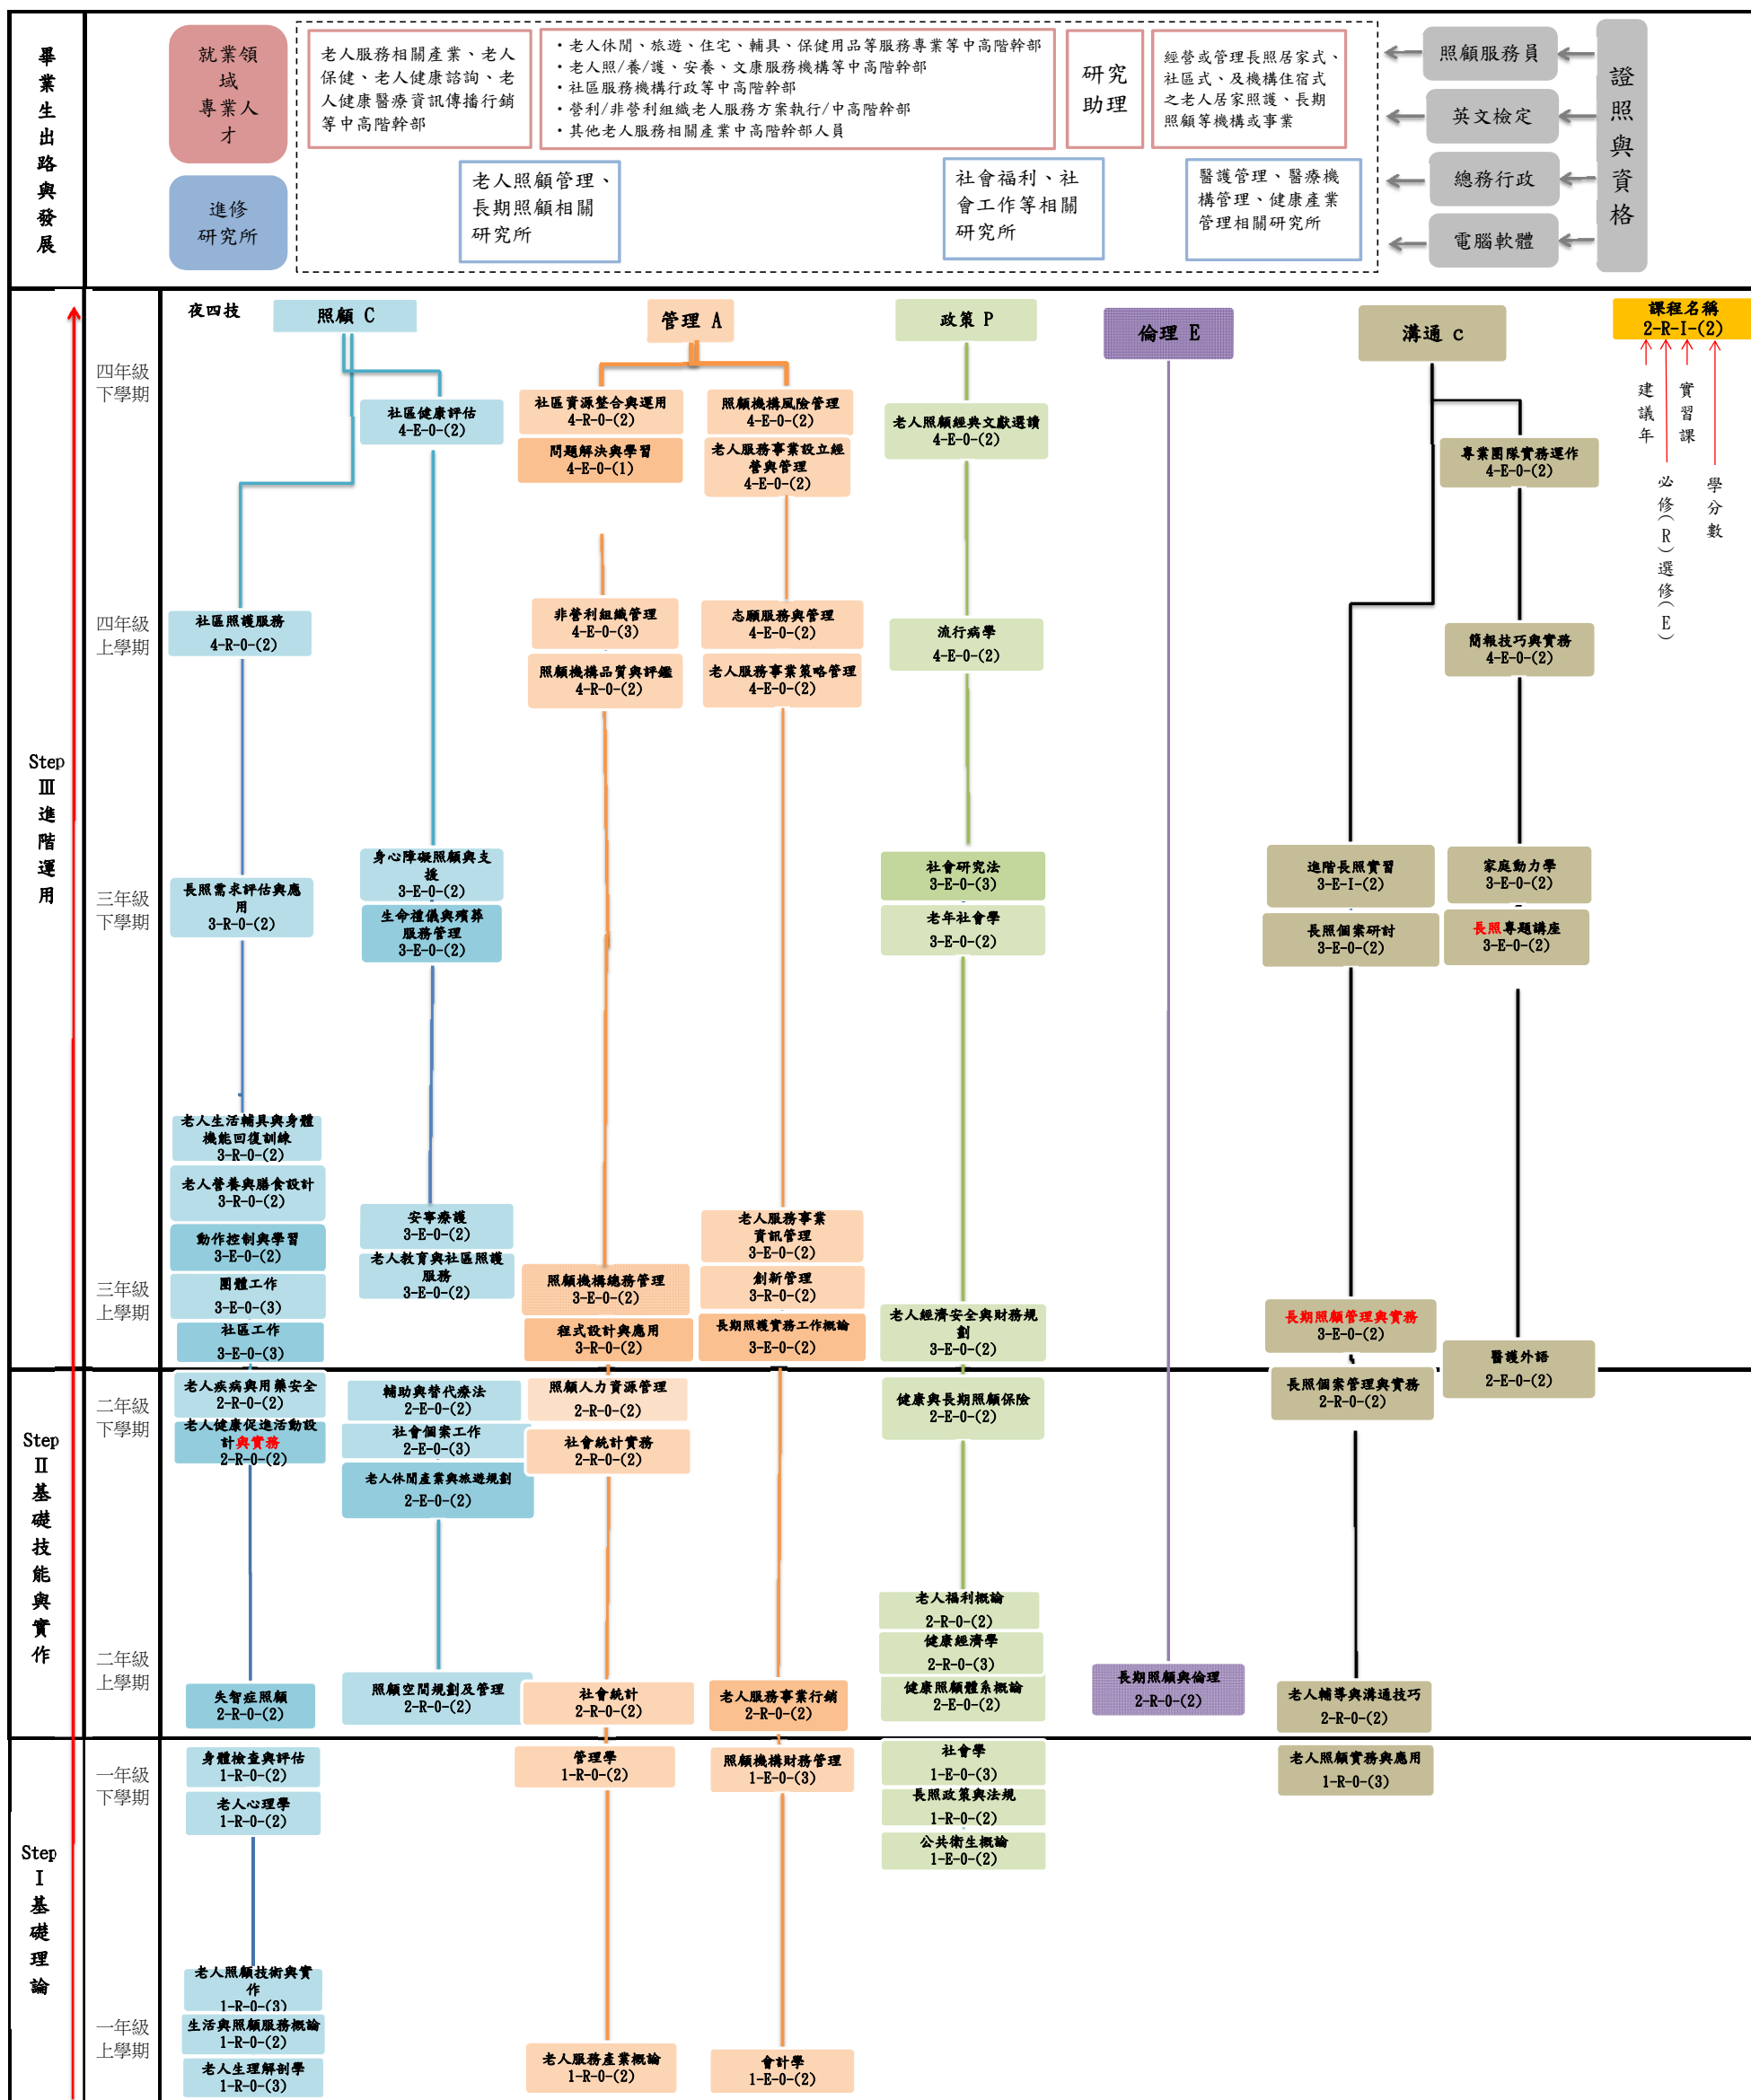 畢業生出路與發展
就業領
域
專業人
才
老人服務相關產業、老人
保健、老人健康諮詢、老
人健康醫療資訊傳播行銷
等中高階幹部
・老人休閒、旅遊、住宅、輔具、保健用品等服務專業等中高階幹部
・老人照/養/護、安養、文康服務機構等中高階幹部
・社區服務機構行政等中高階幹部
・營利/非營利組織老人服務方案執行/中高階幹部
・其他老人服務相關產業中高階幹部人員
研究
助理
經營或管理長照居家式、
社區式、及機構住宿式
之老人居家照護、長期
照顧等機構或事業
照顧服務員
英文檢定
總務行政
電腦軟體
證照與資格
進修
研究所
老人照顧管理、
長期照顧相關
研究所
社會福利、社
會工作等相關
研究所
醫護管理、醫療機
構管理、健康產業
管理相關研究所
夜四技
照顧 C
管理 A
政策 P
倫理 E
溝通 c
課程名稱
2-R-I-(2)
建議年
必修(R)選修(E)
實習課
學分數
Step
Ⅲ
進階運用
四年級
下學期
社區健康評估
4-E-0-(2)
社區資源整合與運用
4-R-0-(2)
問題解決與學習
4-E-0-(1)
照顧機構風險管理
4-E-0-(2)
老人服務事業設立經
營與管理
4-E-0-(2)
老人照顧經典文獻選讀
4-E-0-(2)
專業團隊實務運作
4-E-0-(2)
四年級
上學期
社區照護服務
4-R-0-(2)
非營利組織管理
4-E-0-(3)
照顧機構品質與評鑑
4-R-0-(2)
志願服務與管理
4-E-0-(2)
老人服務事業策略管理
4-E-0-(2)
流行病學
4-E-0-(2)
簡報技巧與實務
4-E-0-(2)
三年級
下學期
長照需求評估與應
用
3-R-0-(2)
身心障礙照顧與支
援
3-E-0-(2)
生命禮儀與殯葬
服務管理
3-E-0-(2)
社會研究法
3-E-0-(3)
老年社會學
3-E-0-(2)
進階長照實習
3-E-I-(2)
長照個案研討
3-E-0-(2)
家庭動力學
3-E-0-(2)
長照專題講座
3-E-0-(2)
三年級
上學期
老人生活輔具與身體
機能回復訓練
3-R-0-(2)
老人營養與膳食設計
3-R-0-(2)
動作控制與學習
3-E-0-(2)
團體工作
3-E-0-(3)
社區工作
3-E-0-(3)
安寧療護
3-E-0-(2)
老人教育與社區照護
服務
3-E-0-(2)
照顧機構總務管理
3-E-0-(2)
程式設計與應用
3-R-0-(2)
老人服務事業
資訊管理
3-E-0-(2)
創新管理
3-R-0-(2)
長期照護實務工作概論
3-E-0-(2)
老人經濟安全與財務規
劃
3-E-0-(2)
長期照顧管理與實務
3-E-0-(2)
醫護外語
2-E-0-(2)
Step
Ⅱ
基礎技能與實作
二年級
下學期
老人疾病與用藥安全
2-R-0-(2)
老人健康促進活動設
計與實務
2-R-0-(2)
輔助與替代療法
2-E-0-(2)
社會個案工作
2-E-0-(3)
老人休閒產業與旅遊規劃
2-E-0-(2)
照顧人力資源管理
2-R-0-(2)
社會統計實務
2-R-0-(2)
健康與長期照顧保險
2-E-0-(2)
長照個案管理與實務
2-R-0-(2)
二年級
上學期
失智症照顧
2-R-0-(2)
照顧空間規劃及管理
2-R-0-(2)
社會統計
2-R-0-(2)
老人服務事業行銷
2-R-0-(2)
老人福利概論
2-R-0-(2)
健康經濟學
2-R-0-(3)
健康照顧體系概論
2-E-0-(2)
長期照顧與倫理
2-R-0-(2)
老人輔導與溝通技巧
2-R-0-(2)
Step
Ⅰ
基礎理論
一年級
下學期
身體檢查與評估
1-R-0-(2)
老人心理學
1-R-0-(2)
管理學
1-R-0-(2)
照顧機構財務管理
1-E-0-(3)
社會學
1-E-0-(3)
長照政策與法規
1-R-0-(2)
公共衛生概論
1-E-0-(2)
老人照顧實務與應用
1-R-0-(3)
一年級
上學期
老人照顧技術與實
作
1-R-0-(3)
生活與照顧服務概論
1-R-0-(2)
老人生理解剖學
1-R-0-(3)
老人服務產業概論
1-R-0-(2)
會計學
1-E-0-(2)